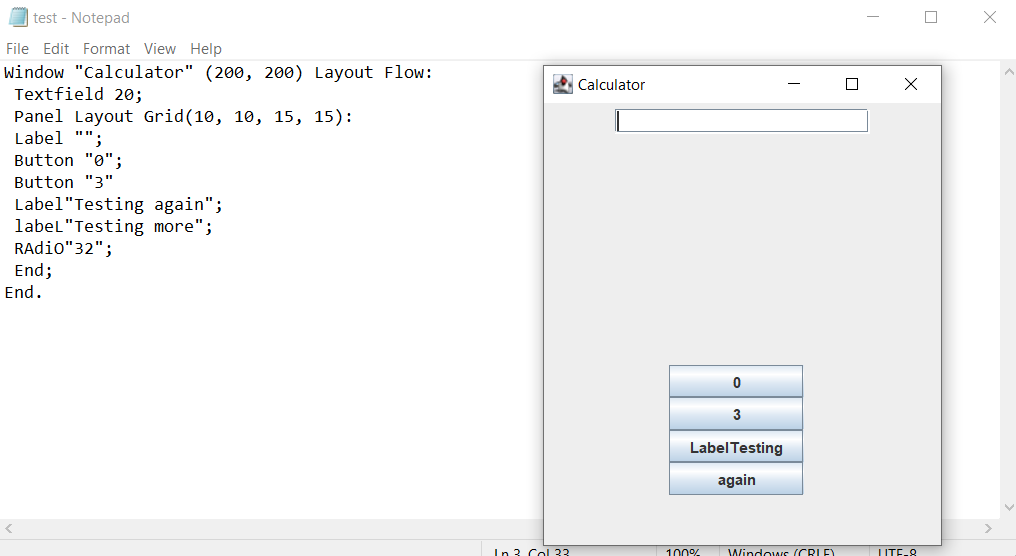 test - Notepad
File Edit Format View Help
Window "Calculator" (200, 200) Layout Flow:
Textfield 20;
Panel Layout Grid(10, 10, 15, 15):
Label "";
Button "0";
Button "3"
Label"Testing again";
labeL"Testing more";
RAdiO"32";
End;
End.
Calculator
0
3
LabelTesting
again
Ln 3, Col 33 100% Windows (CRLF) UTF-8